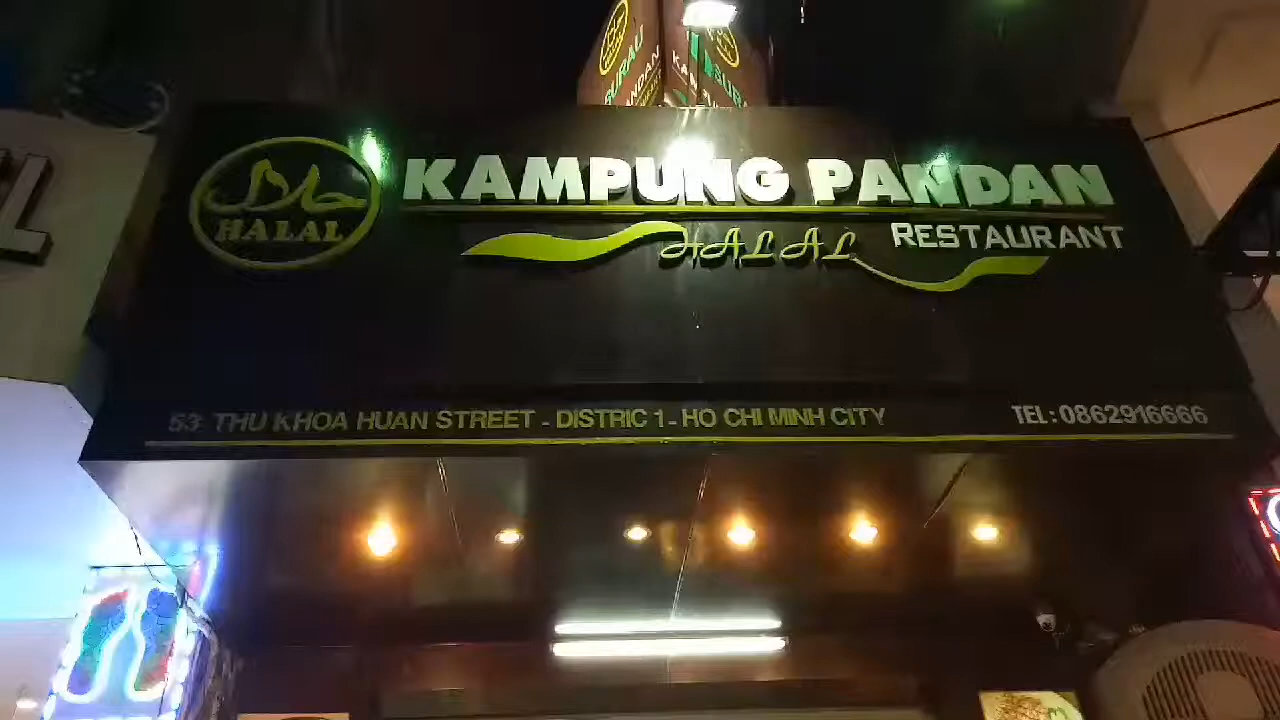 SURAU
حلال
HALAL
KAMPUNG PANDAN
HALAL
RESTAURANT
53 THU KHOA HUAN STREET - DISTRIC 1 - HO CHI MINH CITY
TEL : 0862916666